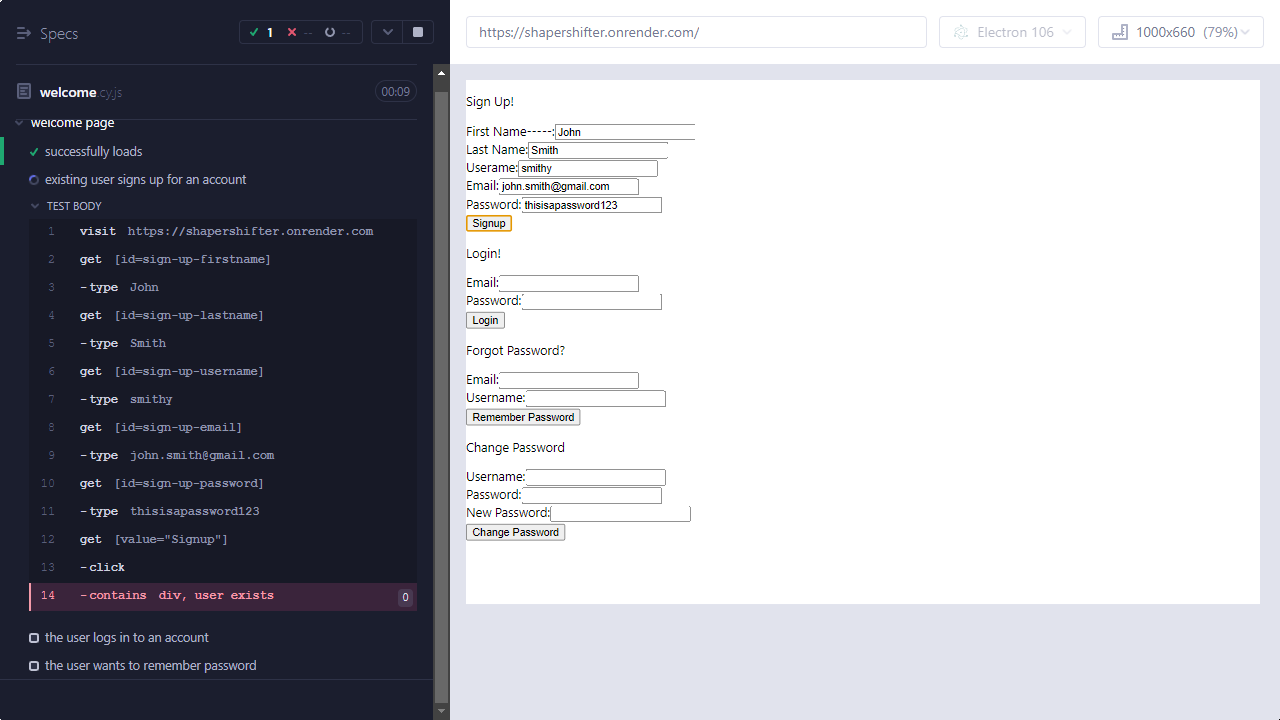 Specs
1
--
--
welcome.cy.js
00:09
welcome page
successfully loads
existing user signs up for an account
TEST BODY
1 visit https://shapershifter.onrender.com
2 get [id=sign-up-firstname]
3 -type John
4 get [id=sign-up-lastname]
5 -type Smith
6 get [id=sign-up-username]
7 -type smithy
8 get [id=sign-up-email]
9 -type john.smith@gmail.com
10 get [id=sign-up-password]
11 -type thisisapassword123
12 get [value="Signup"]
13 -click
14 -contains div, user exists 0
the user logs in to an account
the user wants to remember password
https://shapershifter.onrender.com/
Electron 106
1000x660 (79%)
Sign Up!
First Name-----: John
Last Name: Smith
Userame: smithy
Email: john.smith@gmail.com
Password: thisisapassword123
Signup
Login!
Email:
Password:
Login
Forgot Password?
Email:
Username:
Remember Password
Change Password
Username:
Password:
New Password:
Change Password